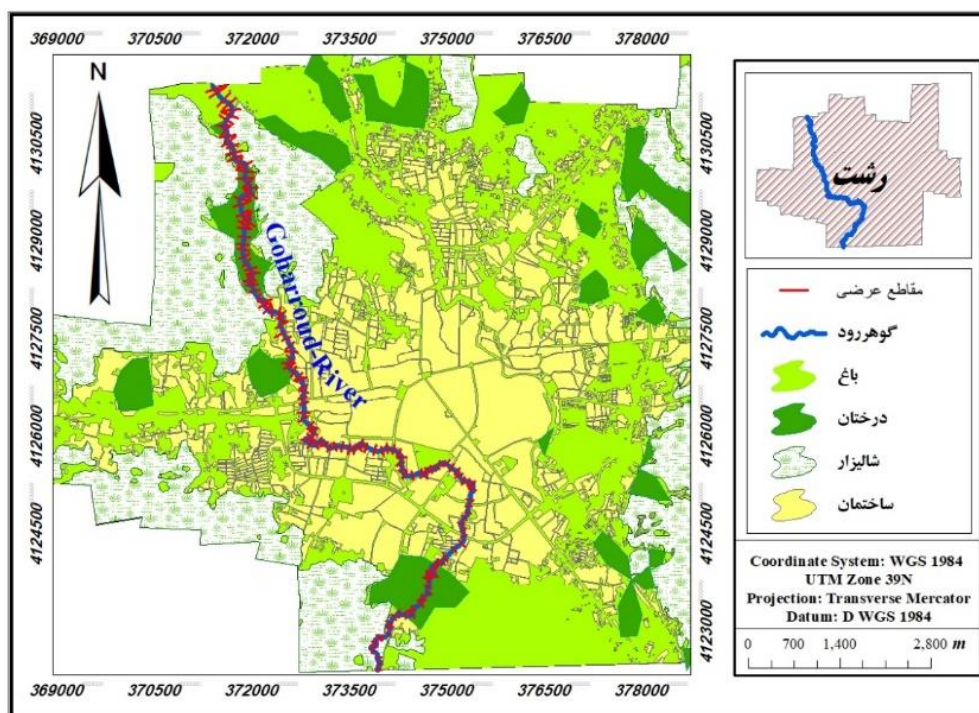 369000 370500 372000 373500 375000 376500 378000
N
4130500
4129000
4127500
4126000
4124500
4123000
Goharroud-River
4130500
4129000
4127500
4126000
4124500
4123000
369000 370500 372000 373500 375000 376500 378000
رشت
مقاطع عرضی
گوهررود
باغ
درختان
شالیزار
ساختمان
Coordinate System: WGS 1984
UTM Zone 39N
Projection: Transverse Mercator
Datum: D WGS 1984
0 700 1,400 2,800 m